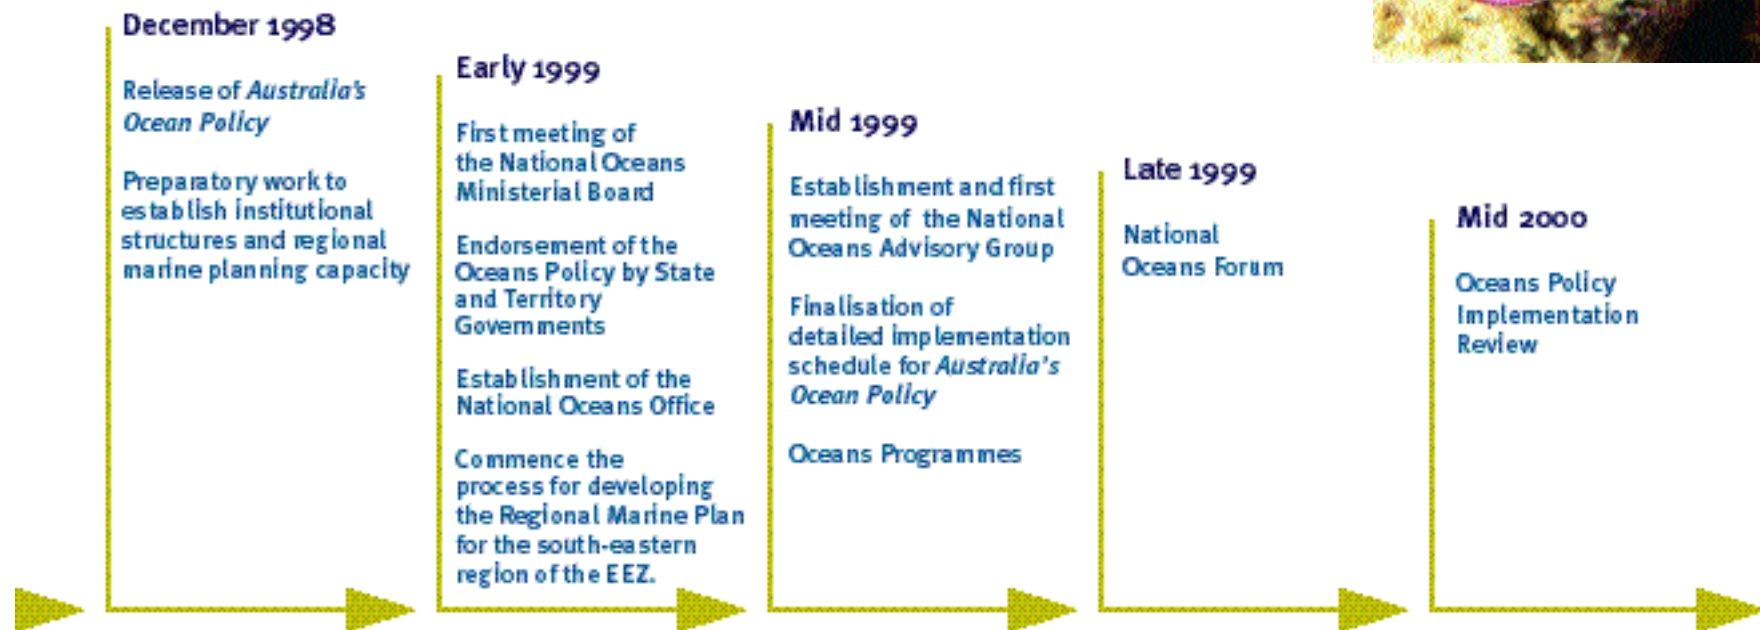 December 1998
Release of Australia's
Ocean Policy
Preparatory work to
establish institutional
structures and regional
marine planning capacity
Early 1999
First meeting of
the National Oceans
Ministerial Board
Endorsement of the
Oceans Policy by State
and Territory
Governments
Establishment of the
National Oceans Office
Commence the
process for developing
the Regional Marine Plan
for the south-eastern
region of the EEZ.
Mid 1999
Establishment and first
meeting of the National
Oceans Advisory Group
Finalisation of
detailed implementation
schedule for Australia's
Ocean Policy
Oceans Programmes
Late 1999
National
Oceans Forum
Mid 2000
Oceans Policy
Implementation
Review